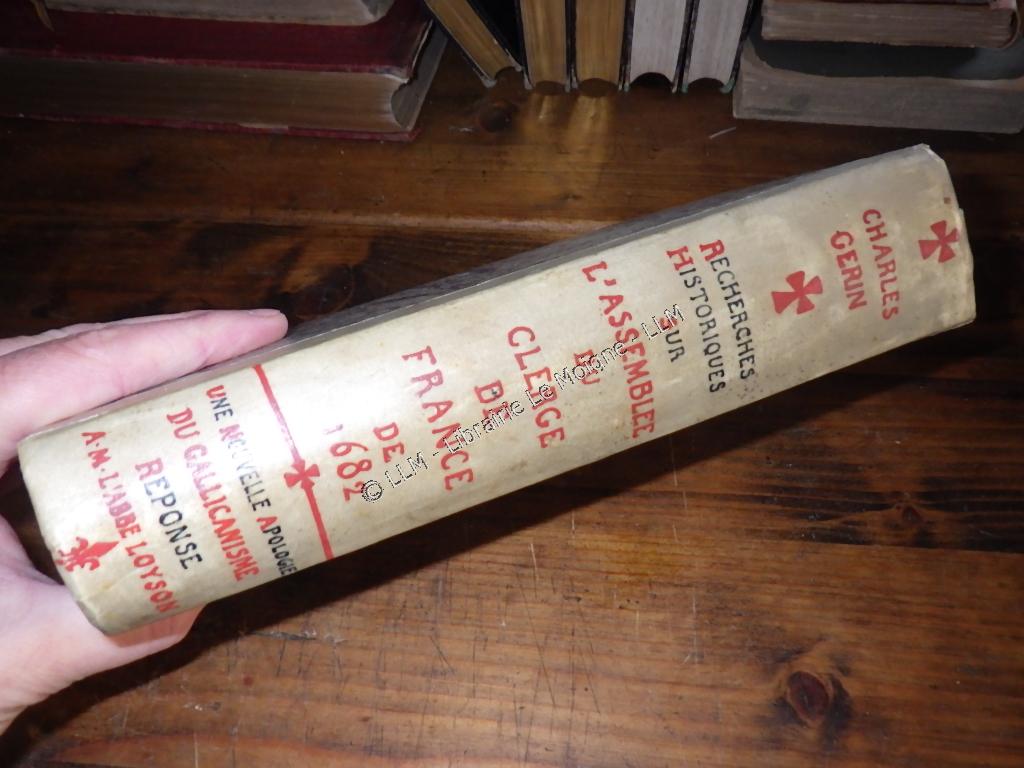 CHARLES
GERIN
RECHERCHES
HISTORIQUES
SUR
L'ASSEMBLEE
DU
CLERGE
DE
FRANCE
DE
1682
UNE NOUVELLE APOLOGIE
DU GALLICANISME
REPONSE
A·M·L'ABBE LOYSON
© LLM - Librairie Le Moigne - LLM